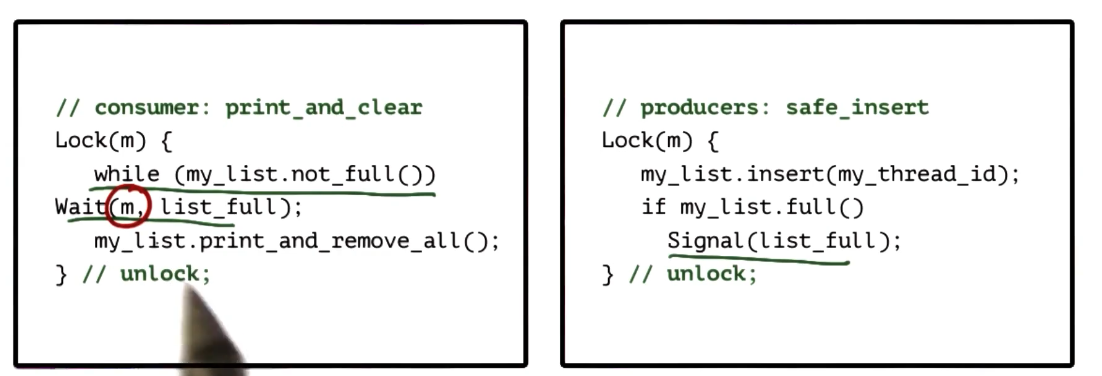 // consumer: print_and_clear
Lock(m) {
while (my_list.not_full())
Wait(m, list_full);
my_list.print_and_remove_all();
} // unlock;
// producers: safe_insert
Lock(m) {
my_list.insert(my_thread_id);
if my_list.full()
Signal(list_full);
} // unlock;